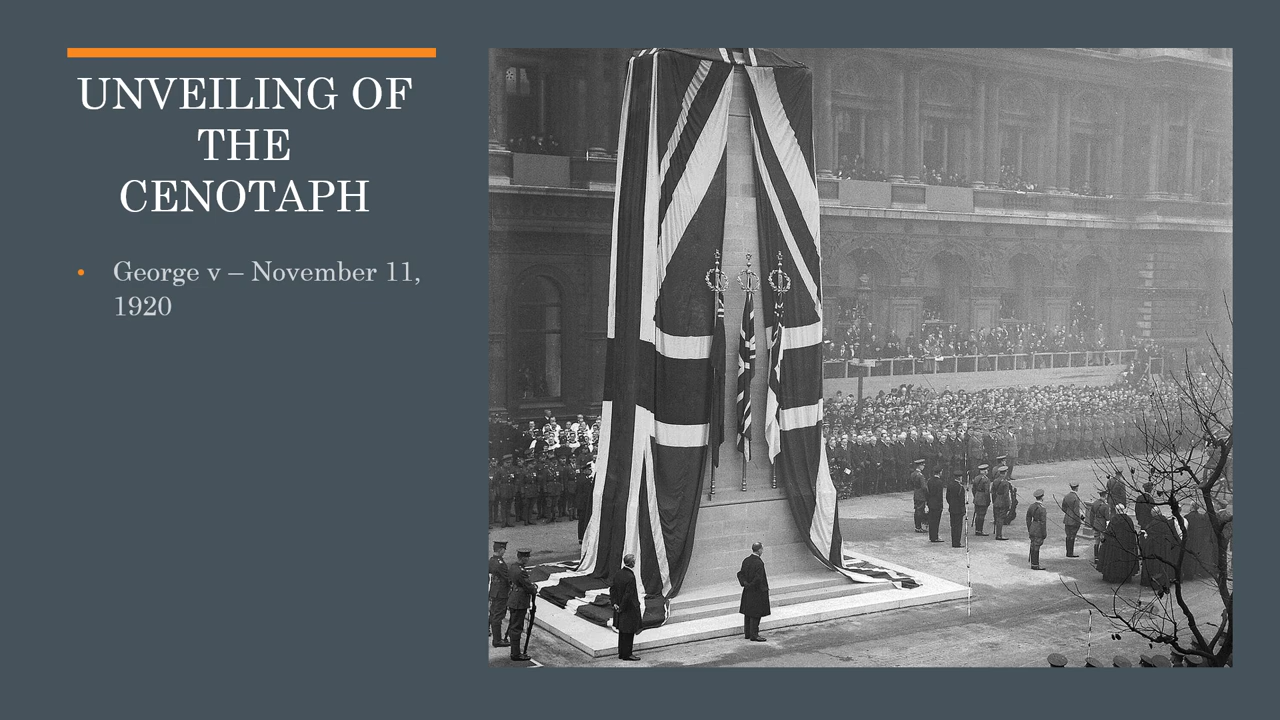 UNVEILING OF
THE
CENOTAPH
• George v – November 11,
1920